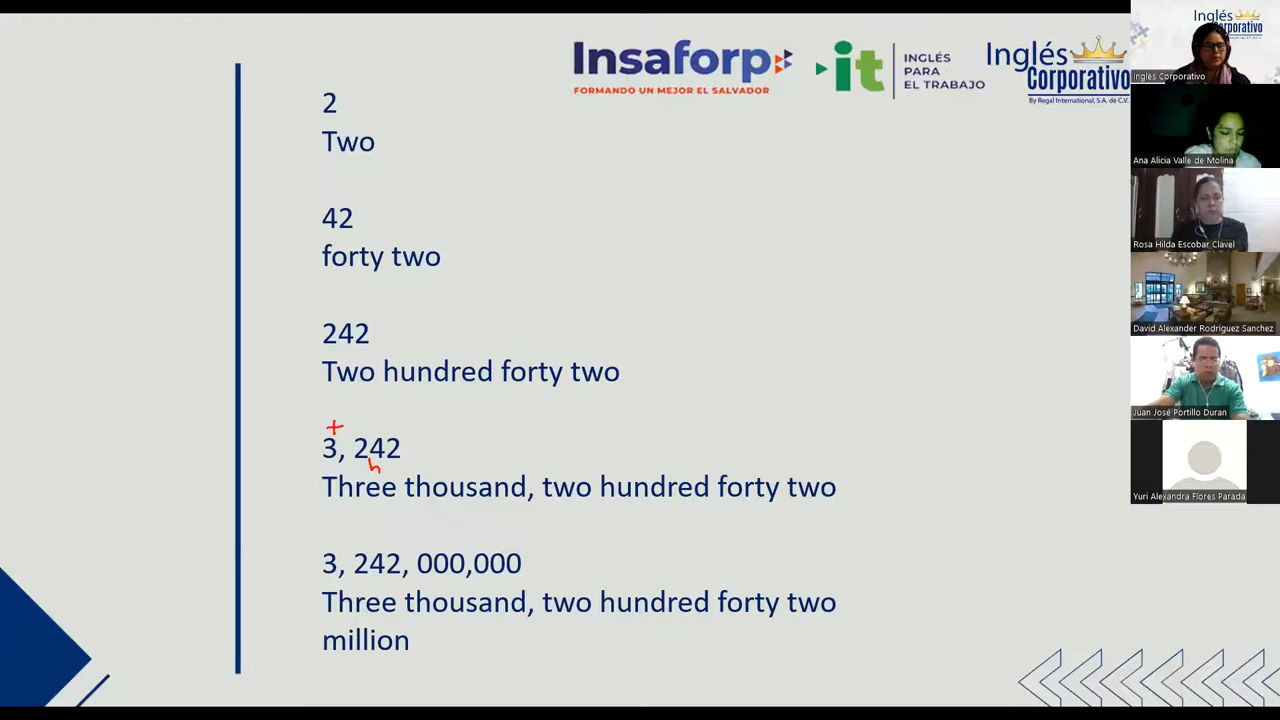 Insaforp
FORMANDO UN MEJOR EL SALVADOR
it
INGLÉS
PARA
EL TRABAJO
Inglés
Corporativo
By Regal International, S.A. de C.V.
2
Two
42
forty two
242
Two hundred forty two
+
3, 242
h
Three thousand, two hundred forty two
3, 242, 000,000
Three thousand, two hundred forty two
million
Inglés
Corporativo
Inglés Corporativo
Ana Alicia Valle de Molina
Rosa Hilda Escobar Clavel
David Alexander Rodriguez Sanchez
Juan José Portillo Duran
Yuri Alexandra Flores Parada